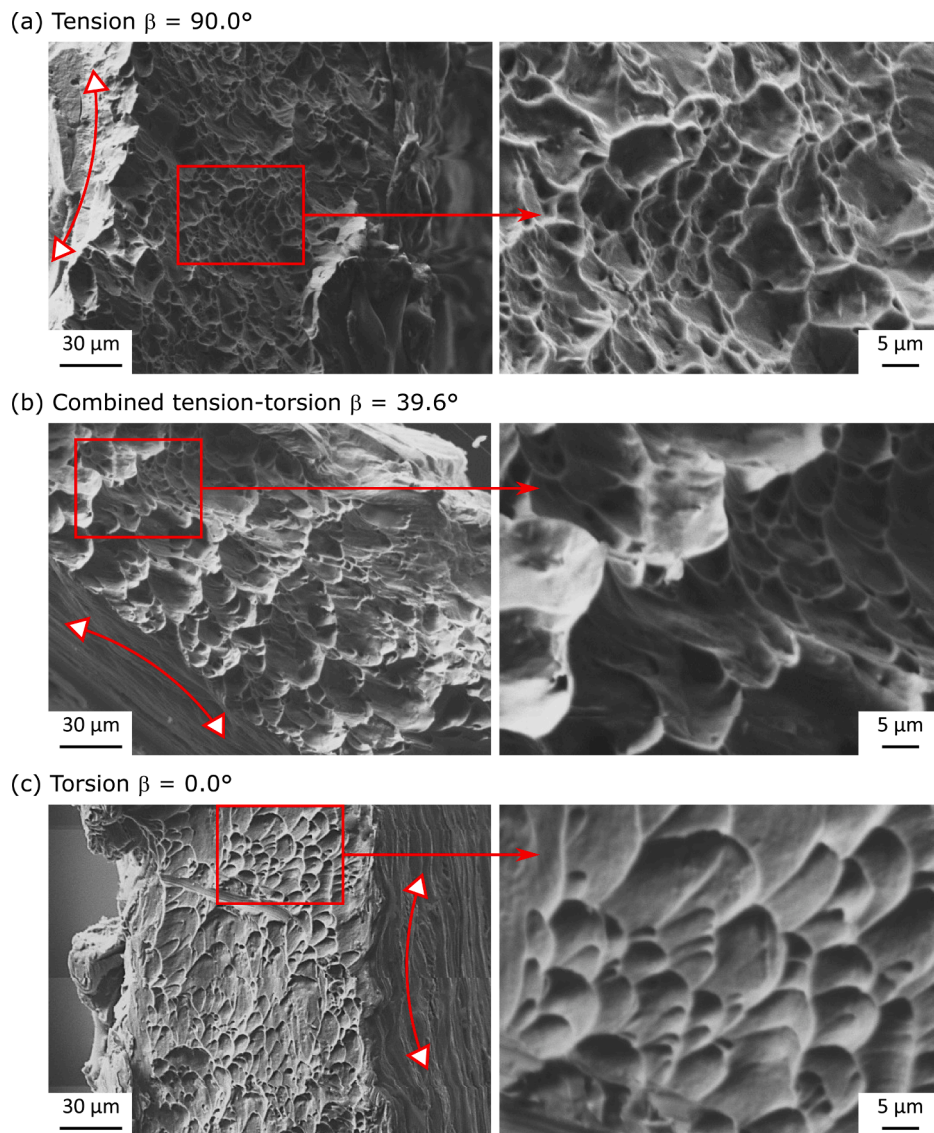 (a) Tension β = 90.0°
30 μm
5 μm
(b) Combined tension-torsion β = 39.6°
30 μm
5 μm
(c) Torsion β = 0.0°
30 μm
5 μm